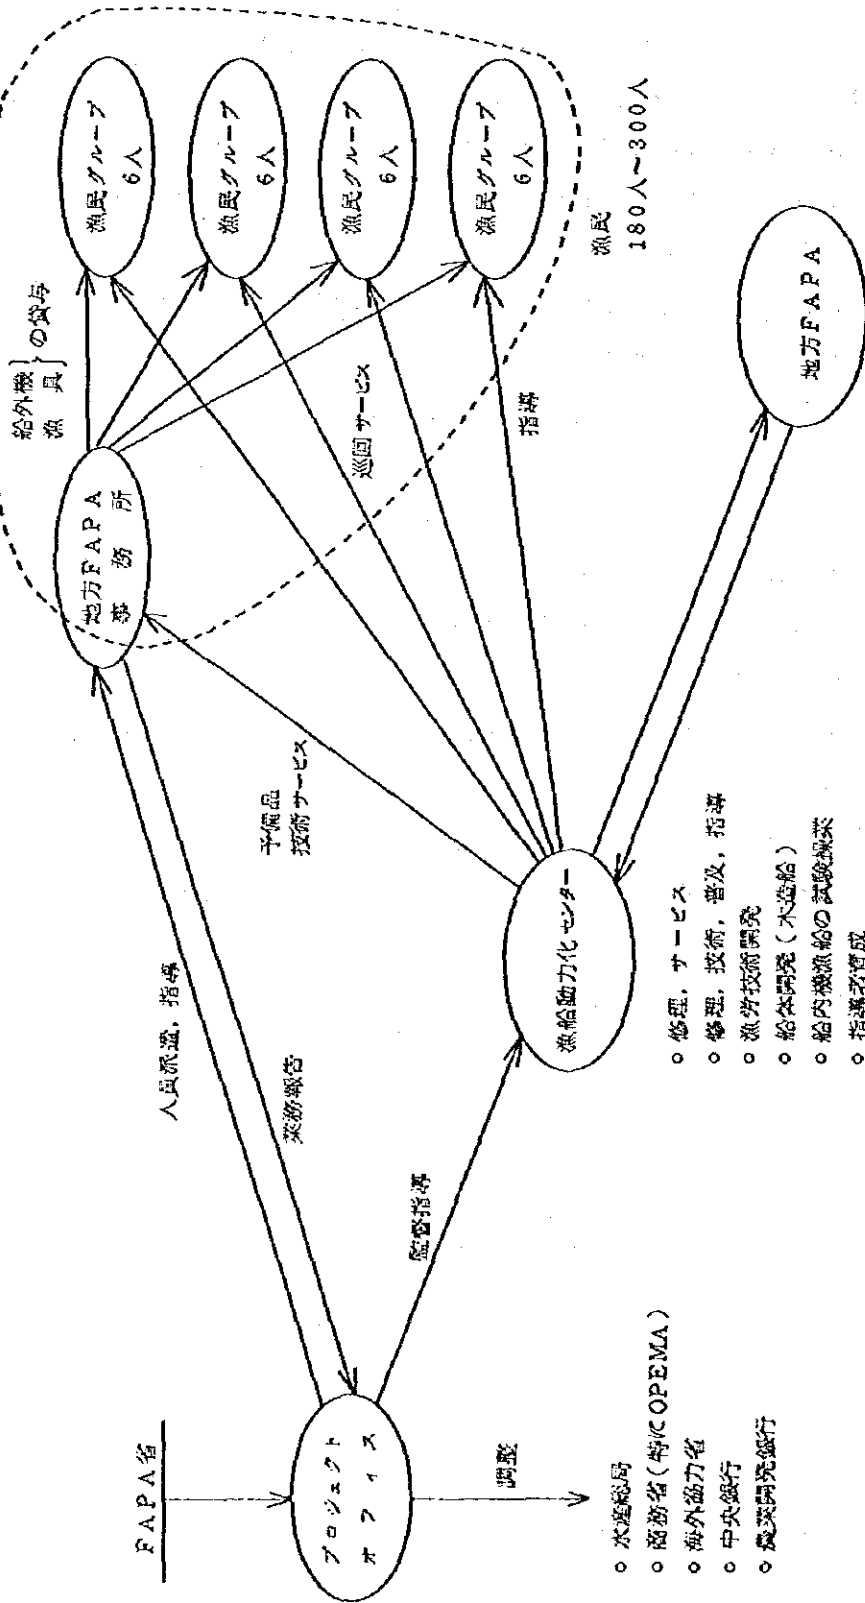 FAPA省
プロジェクト
オフィス
調整
○ 水産総局
○ 商務省(特にCOPEMA)
○ 海外協力省
○ 中央銀行
○ 農業開発銀行
人員派遣，指導
業務報告
監督指導
地方FAPA
事務所
船外機
漁具
の貸与
予備品
技術サービス
漁船動力化センター
○ 修理，サービス
○ 修理，技術，普及，指導
○ 漁労技術開発
○ 船体開発(木造船)
○ 船内機漁船の試験操業
○ 指導者育成
巡回サービス
指導
漁民グループ
6人
漁民グループ
6人
漁民グループ
6人
漁民グループ
6人
漁民
180人～300人
地方FAPA